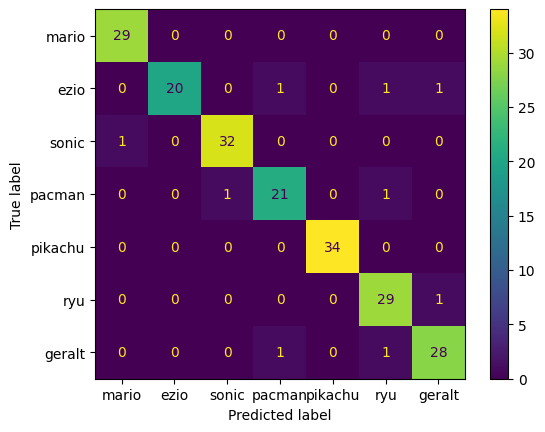 mario 29 0 0 0 0 0 0
ezio 0 20 0 1 0 1 1
sonic 1 0 32 0 0 0 0
pacman 0 0 1 21 0 1 0
pikachu 0 0 0 0 34 0 0
ryu 0 0 0 0 0 29 1
geralt 0 0 0 1 0 1 28
mario ezio sonic pacman pikachu ryu geralt
Predicted label
True label
30
25
20
15
10
5
0